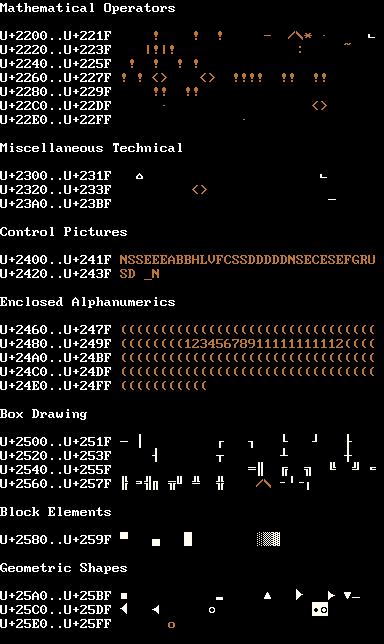 Mathematical Operators
U+2200..U+221F ! ! ! − /\* · ∟
U+2220..U+223F |!|! : ~
U+2240..U+225F ! ! !!
U+2260..U+227F ! ! <> <> !!!! !! !!
U+2280..U+229F !! !!
U+22C0..U+22DF · <>
U+22E0..U+22FF ·
Miscellaneous Technical
U+2300..U+231F ⌂ ⌙
U+2320..U+233F <>
U+23A0..U+23BF ⎽
Control Pictures
U+2400..U+241F NSSEEEABBHLVFCSSDDDDDNSECESEFGRU
U+2420..U+243F SD _N
Enclosed Alphanumerics
U+2460..U+247F ((((((((((((((((((((((((((((((((
U+2480..U+249F ((((((((12345678911111111112((((
U+24A0..U+24BF ((((((((((((((((((((((((((((((((
U+24C0..U+24DF ((((((((((((((((((((((((((((((((
U+24E0..U+24FF (((((((((((
Box Drawing
U+2500..U+251F ─ │ ┌ ┐ └ ┘ ├
U+2520..U+253F ┤ ┬ ┴ ┼
U+2540..U+255F ═║ ╔ ╗ ╚ ╝ ╞
U+2560..U+257F /\
Block Elements
U+2580..U+259F ▀ ▄ █ ░▒▓
Geometric Shapes
U+25A0..U+25BF ■ ▬ ▲ ► ▼
U+25C0..U+25DF ◄ ○ ◘◙
U+25E0..U+25FF o